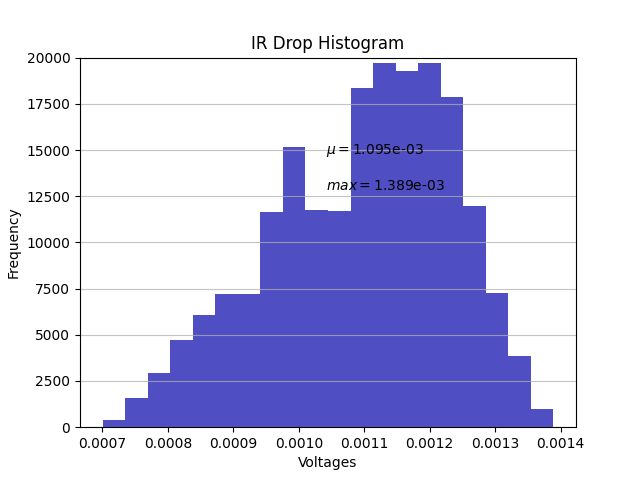 IR Drop Histogram
20000
17500
15000
12500
10000
7500
5000
2500
0
Frequency
μ = 1.095e-03
max = 1.389e-03
0.0007 0.0008 0.0009 0.0010 0.0011 0.0012 0.0013 0.0014
Voltages